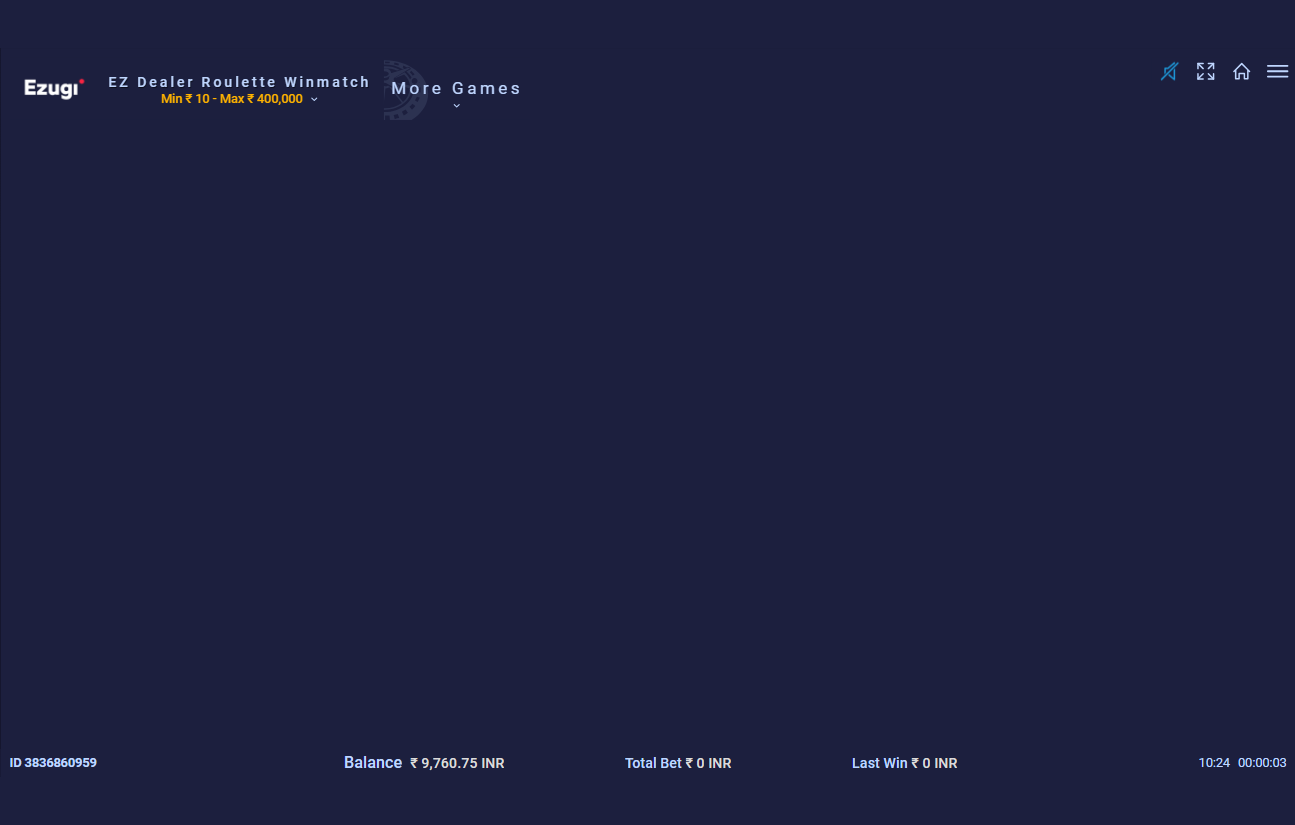 Ezugi
EZ Dealer Roulette Winmatch
Min ₹ 10 - Max ₹ 400,000
More Games
ID 3836860959
Balance ₹ 9,760.75 INR
Total Bet ₹ 0 INR
Last Win ₹ 0 INR
10:24 00:00:03